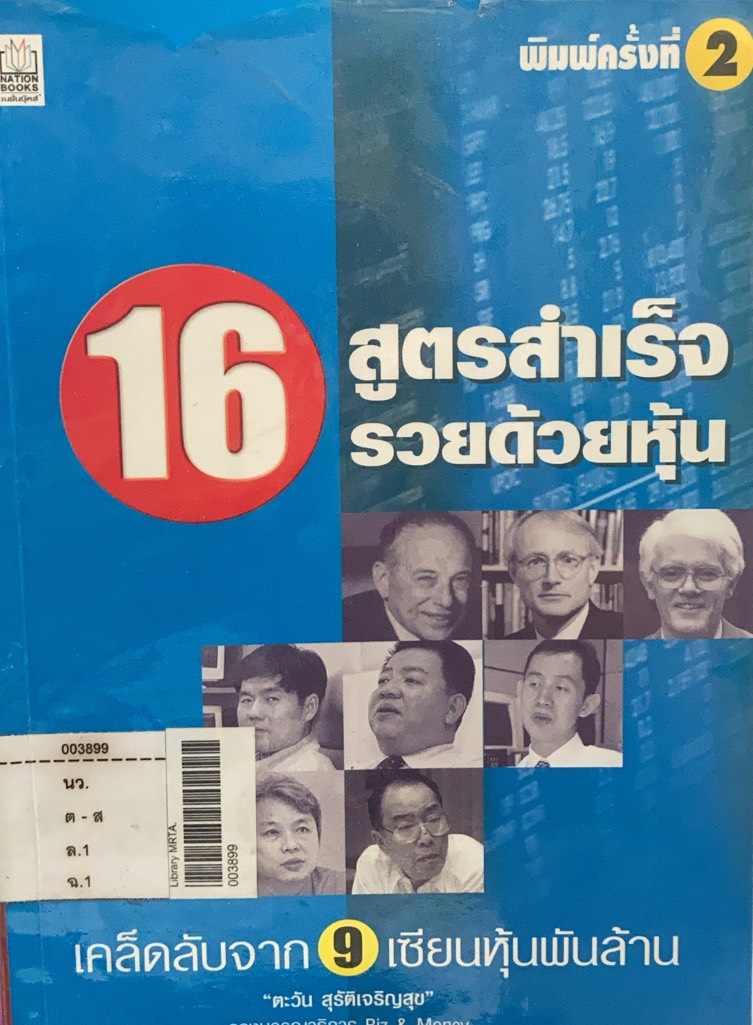 พิมพ์ครั้งที่ 2
NATION
BOOKS
เนชั่นบุ๊คส์
16
สูตรสำเร็จ
รวยด้วยหุ้น
003899
นว.
ต - ส
ล.1
ฉ.1
Library MRTA.
003899
เคล็ดลับจาก 9 เซียนหุ้นพันล้าน
"ตะวัน สุรัติเจริญสุข"
Biz & Money